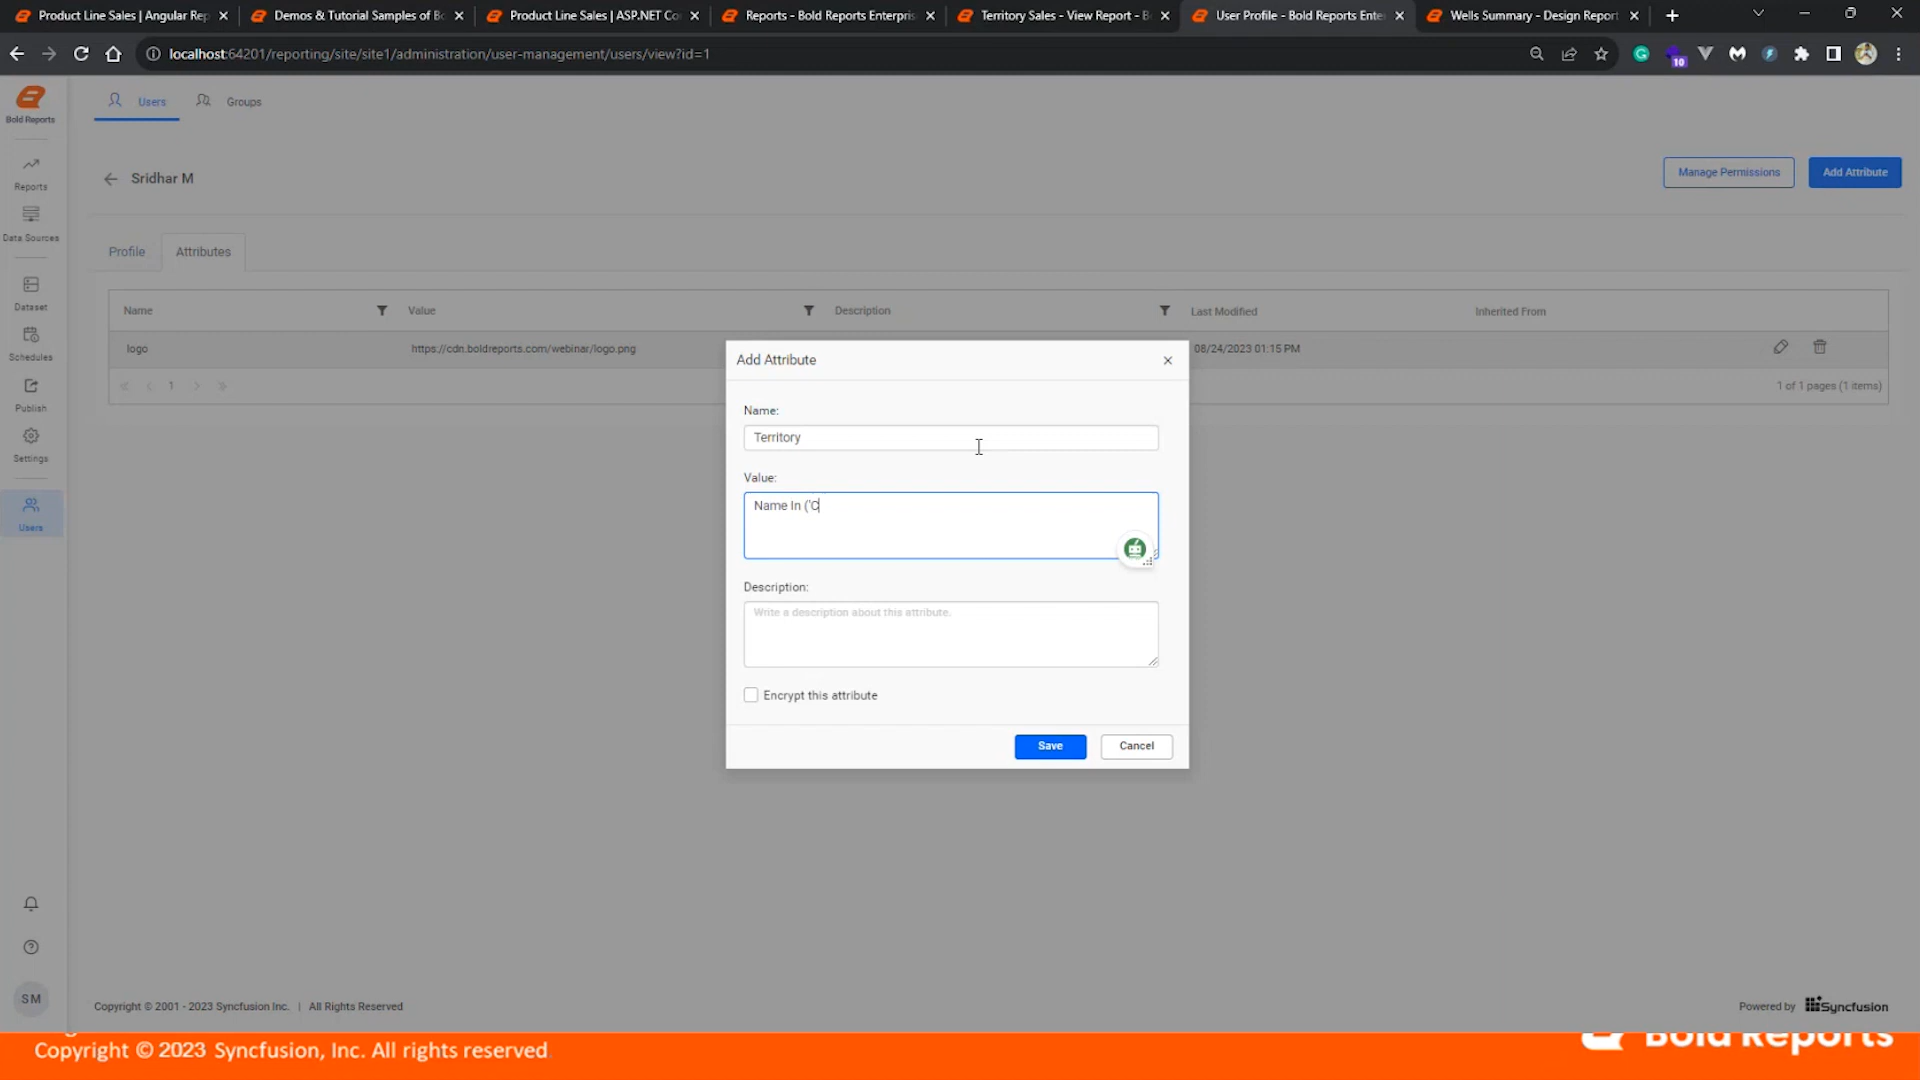 Product Line Sales | Angular Rep
Demos & Tutorial Samples of Bo
Product Line Sales | ASP.NET Co
Reports - Bold Reports Enterpris
Territory Sales - View Report - B
User Profile - Bold Reports Ente
Wells Summary - Design Report
localhost:64201/reporting/site/site1/administration/user-management/users/view?id=1
10
Bold Reports
Users
Groups
Sridhar M
Manage Permissions
Add Attribute
Reports
Data Sources
Dataset
Schedules
Publish
Settings
Users
Profile
Attributes
Name
Value
Description
Last Modified
Inherited From
logo
https://cdn.boldreports.com/webinar/logo.png
08/24/2023 01:15 PM
1
1 of 1 pages (1 items)
Add Attribute
Name:
Territory
Value:
Name In ('C
Description:
Write a description about this attribute.
Encrypt this attribute
Save
Cancel
SM
Copyright © 2001 - 2023 Syncfusion Inc. | All Rights Reserved
Powered by Syncfusion
Copyright © 2023 Syncfusion, Inc. All rights reserved.
Bold Reports